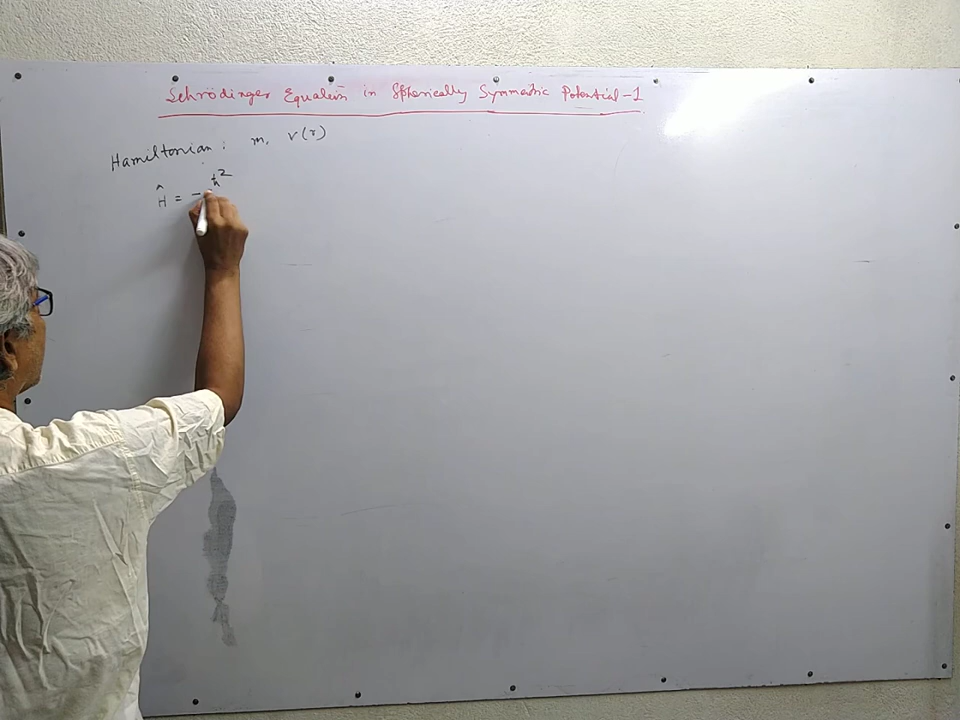 Schrödinger Equation in Spherically Symmetric Potential-1
Hamiltonian: m, V(r)
Ĥ = - ħ²